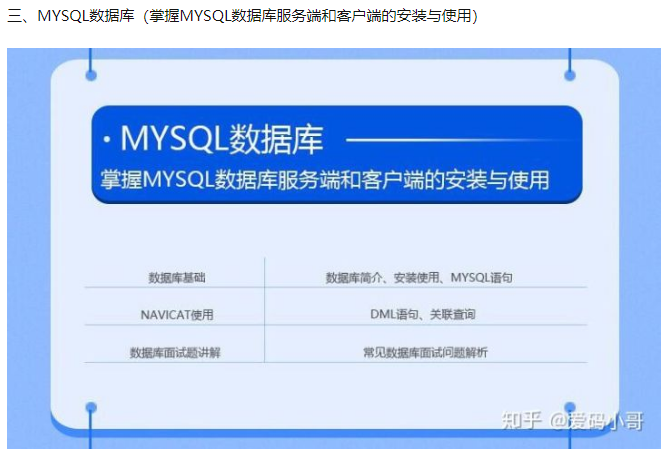 三、MYSQL数据库（掌握MYSQL数据库服务端和客户端的安装与使用）
· MYSQL数据库
掌握MYSQL数据库服务端和客户端的安装与使用
数据库基础 数据库简介、安装使用、MYSQL语句
NAVICAT使用 DML语句、关联查询
数据库面试题讲解 常见数据库面试问题解析
知乎 @爱码小哥